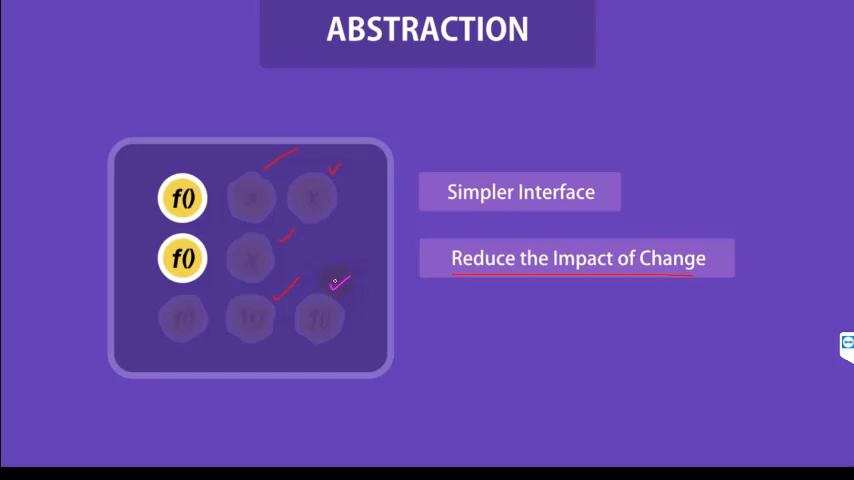 ABSTRACTION
f()
Simpler Interface
f()
Reduce the Impact of Change